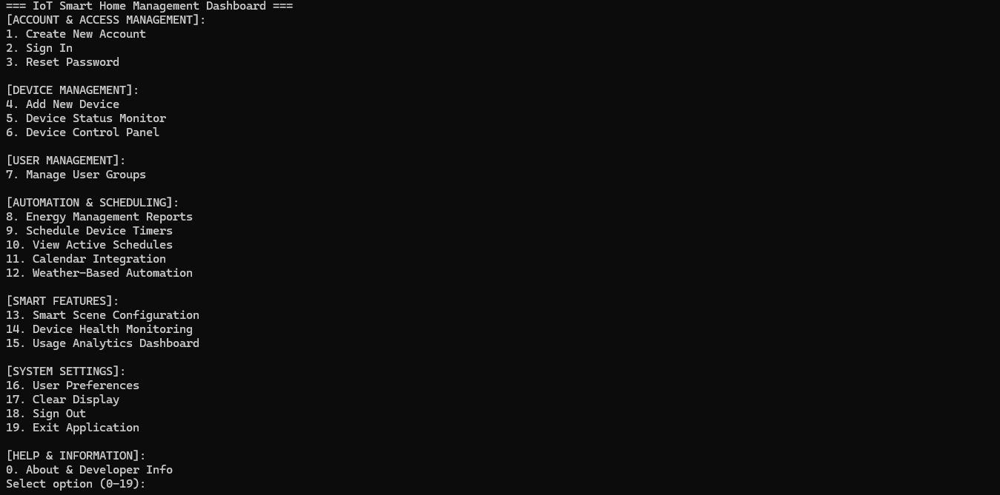 === IoT Smart Home Management Dashboard ===
[ACCOUNT & ACCESS MANAGEMENT]:
1. Create New Account
2. Sign In
3. Reset Password
[DEVICE MANAGEMENT]:
4. Add New Device
5. Device Status Monitor
6. Device Control Panel
[USER MANAGEMENT]:
7. Manage User Groups
[AUTOMATION & SCHEDULING]:
8. Energy Management Reports
9. Schedule Device Timers
10. View Active Schedules
11. Calendar Integration
12. Weather-Based Automation
[SMART FEATURES]:
13. Smart Scene Configuration
14. Device Health Monitoring
15. Usage Analytics Dashboard
[SYSTEM SETTINGS]:
16. User Preferences
17. Clear Display
18. Sign Out
19. Exit Application
[HELP & INFORMATION]:
0. About & Developer Info
Select option (0-19):